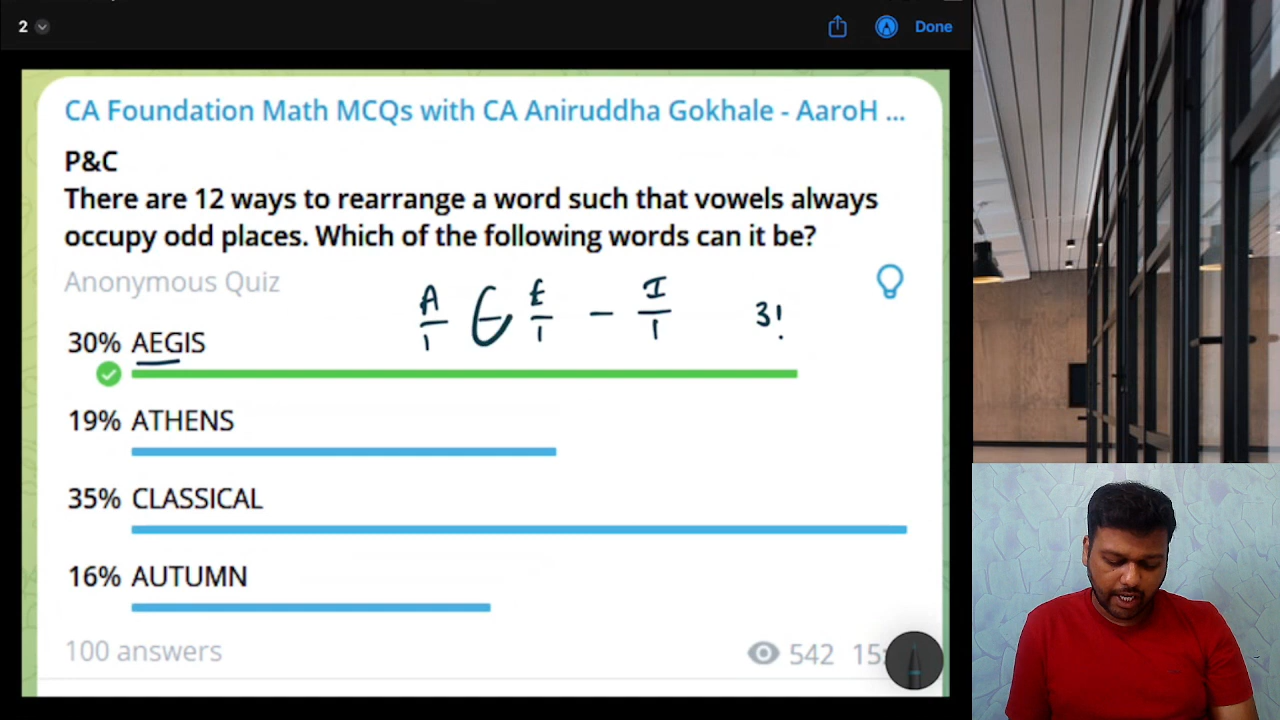 2
Done
CA Foundation Math MCQs with CA Aniruddha Gokhale - AaroH ...
P&C
There are 12 ways to rearrange a word such that vowels always
occupy odd places. Which of the following words can it be?
Anonymous Quiz
A G E – I 3!
1 1 1
30% AEGIS
19% ATHENS
35% CLASSICAL
16% AUTUMN
100 answers
542 15: